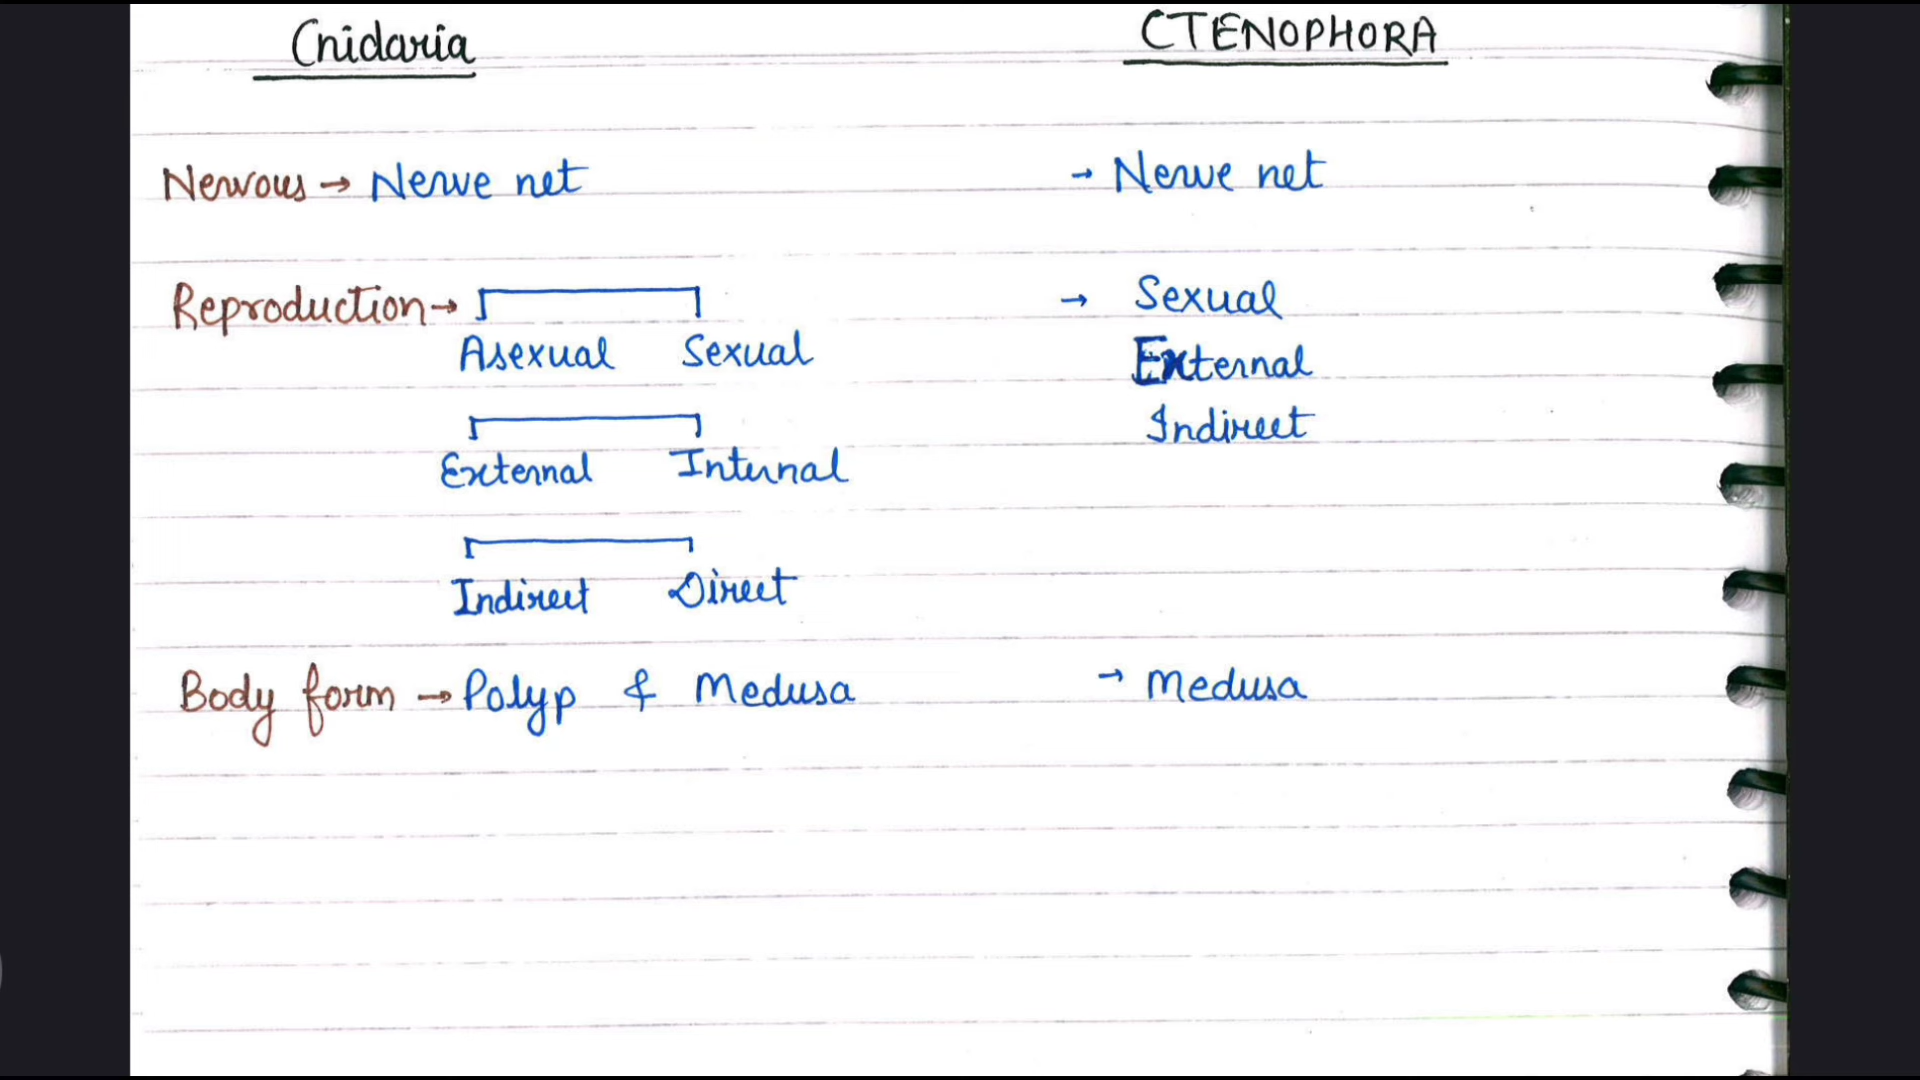 Cnidaria CTENOPHORA
Nervous → Nerve net → Nerve net
Reproduction → → Sexual
Asexual Sexual External
External Internal Indirect
Indirect Direct
Body form → Polyp & Medusa → Medusa